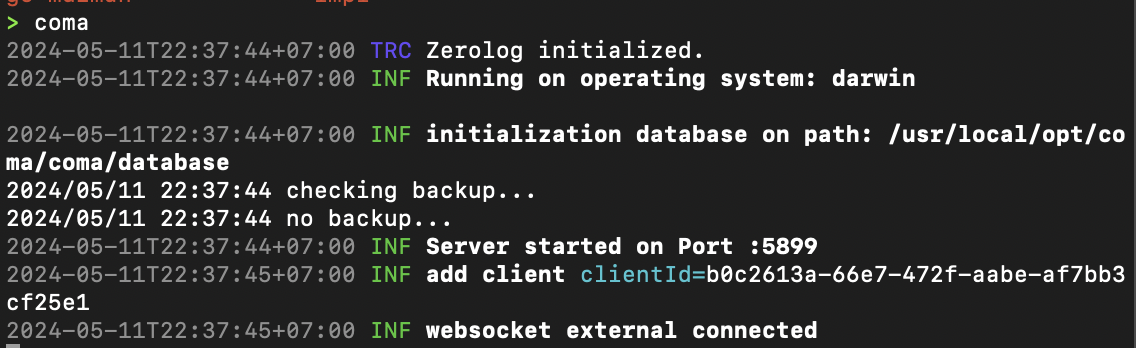 > coma
2024-05-11T22:37:44+07:00 TRC Zerolog initialized.
2024-05-11T22:37:44+07:00 INF Running on operating system: darwin
2024-05-11T22:37:44+07:00 INF initialization database on path: /usr/local/opt/co
ma/coma/database
2024/05/11 22:37:44 checking backup...
2024/05/11 22:37:44 no backup...
2024-05-11T22:37:44+07:00 INF Server started on Port :5899
2024-05-11T22:37:45+07:00 INF add client clientId=b0c2613a-66e7-472f-aabe-af7bb3
cf25e1
2024-05-11T22:37:45+07:00 INF websocket external connected